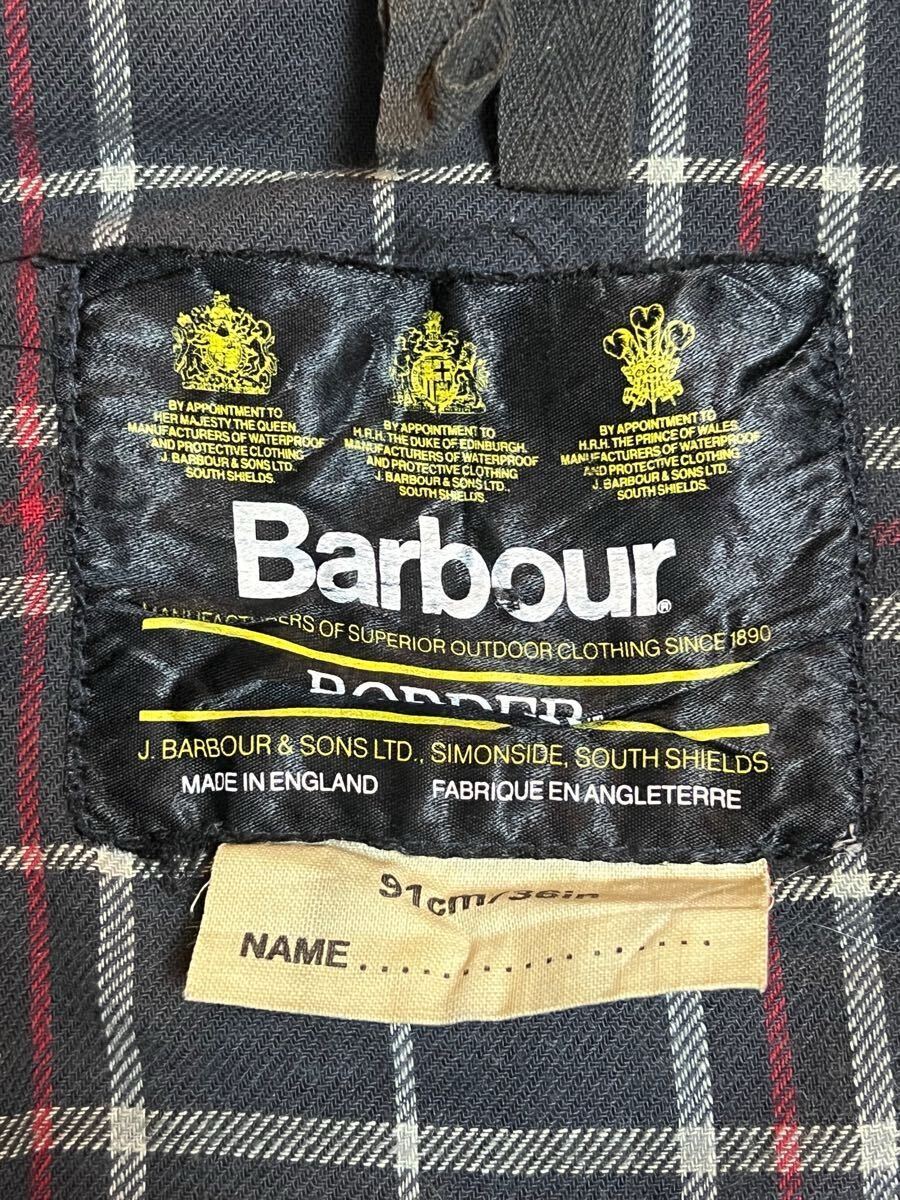 BY APPOINTMENT TO
HER MAJESTY THE QUEEN.
MANUFACTURERS OF WATERPROOF
AND PROTECTIVE CLOTHING
J. BARBOUR & SONS LTD.
SOUTH SHIELDS.
BY APPOINTMENT TO
H.R.H. THE DUKE OF EDINBURGH.
MANUFACTURERS OF WATERPROOF
AND PROTECTIVE CLOTHING
J. BARBOUR & SONS LTD.,
SOUTH SHIELDS.
BY APPOINTMENT TO
H.R.H. THE PRINCE OF WALES.
MANUFACTURERS OF WATERPROOF
AND PROTECTIVE CLOTHING
J. BARBOUR & SONS LTD.
SOUTH SHIELDS.
Barbour®
MANUFACTURERS OF SUPERIOR OUTDOOR CLOTHING SINCE 1890
BORDER™
J. BARBOUR & SONS LTD., SIMONSIDE, SOUTH SHIELDS.
MADE IN ENGLAND FABRIQUE EN ANGLETERRE
91cm/36in
NAME..................